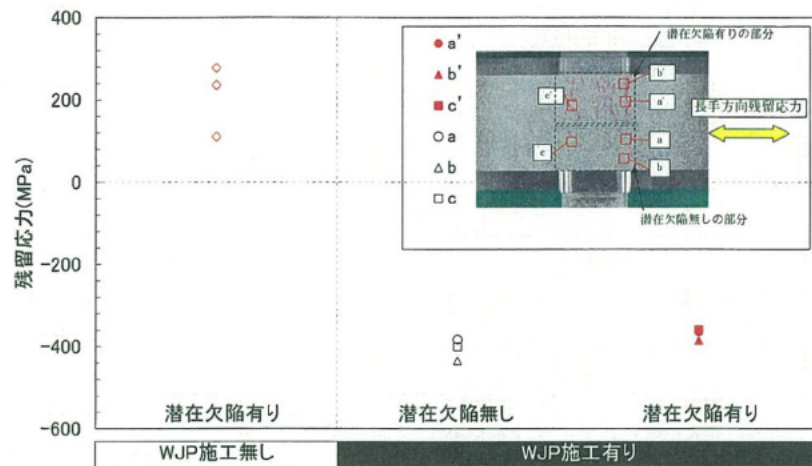 400
200
0
-200
-400
-600
残留応力(MPa)
a'
b'
c'
a
b
c
潜在欠陥有りの部分
b'
c'
a'
長手方向残留応力
a
c
b
潜在欠陥無しの部分
潜在欠陥有り
潜在欠陥無し
潜在欠陥有り
WJP施工無し
WJP施工有り